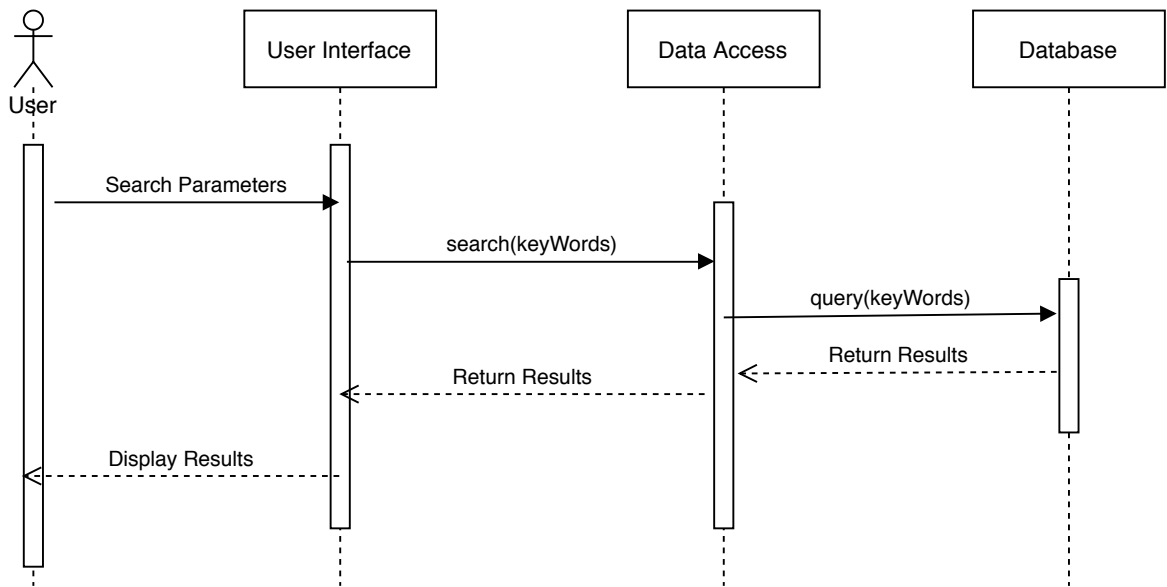 User Interface
Data Access
Database
User
Search Parameters
search(keyWords)
query(keyWords)
Return Results
Return Results
Display Results